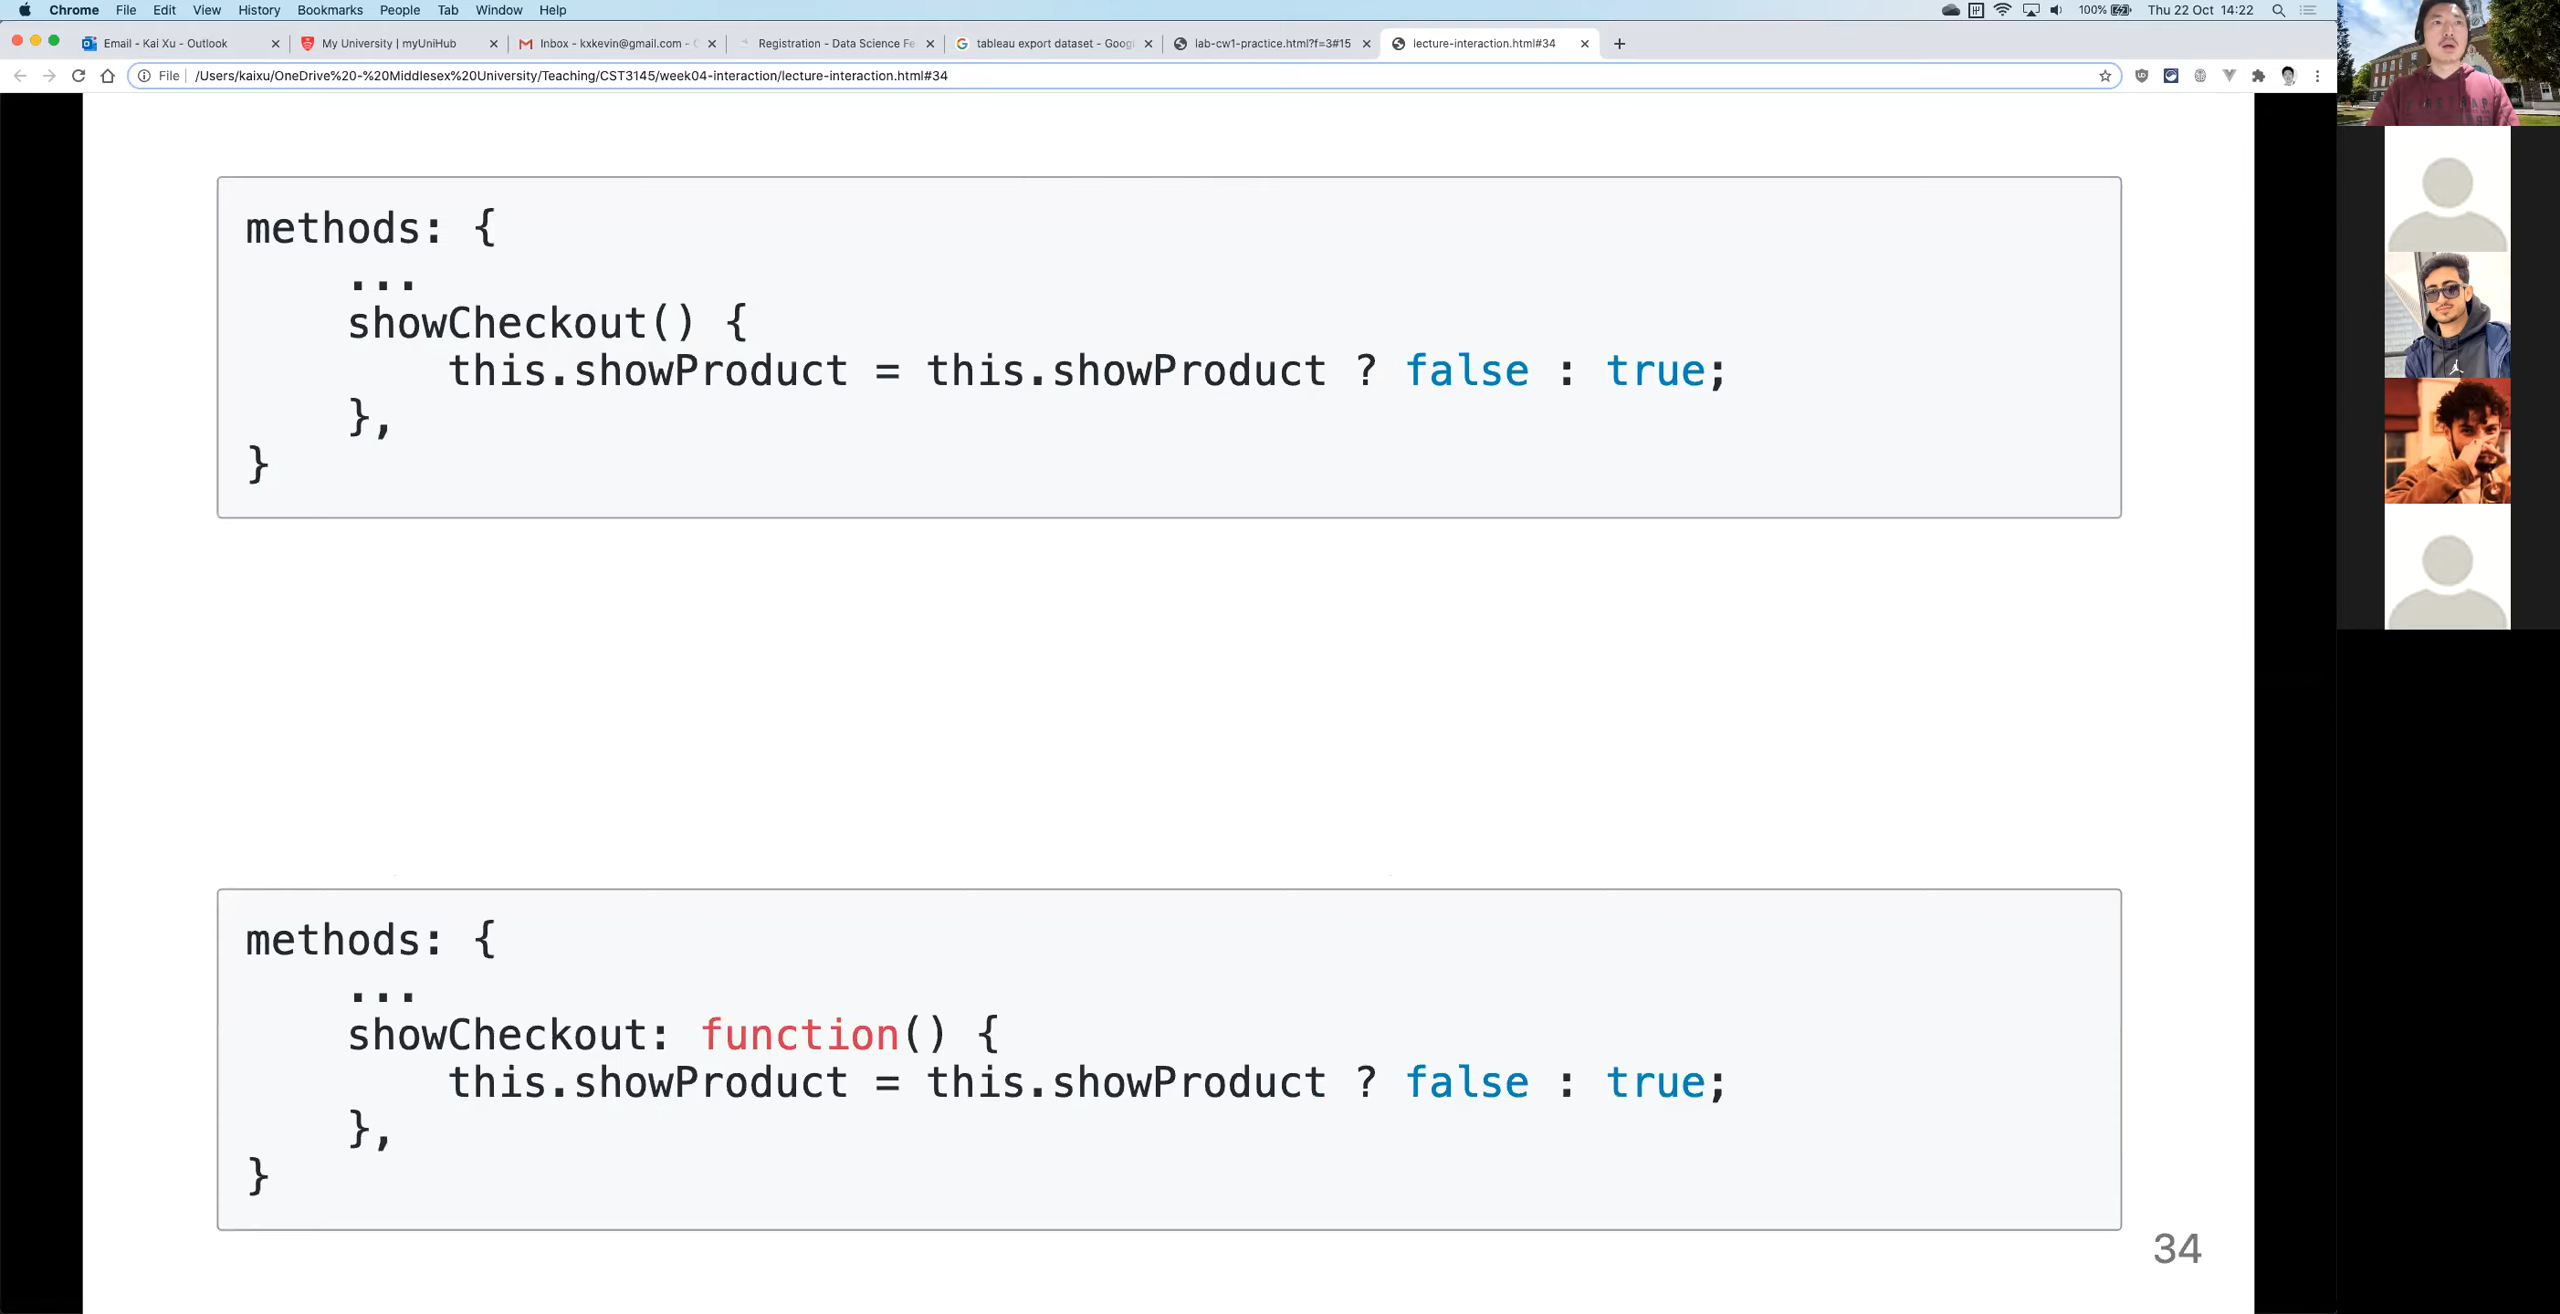 Chrome File Edit View History Bookmarks People Tab Window Help 100% Thu 22 Oct 14:22
Email - Kai Xu - Outlook My University | myUniHub Inbox - kxkevin@gmail.com - Registration - Data Science Fe tableau export dataset - Goog lab-cw1-practice.html?f=3#15 lecture-interaction.html#34
File /Users/kaixu/OneDrive%20-%20Middlesex%20University/Teaching/CST3145/week04-interaction/lecture-interaction.html#34
methods: {
...
showCheckout() {
this.showProduct = this.showProduct ? false : true;
},
}
methods: {
...
showCheckout: function() {
this.showProduct = this.showProduct ? false : true;
},
}
34